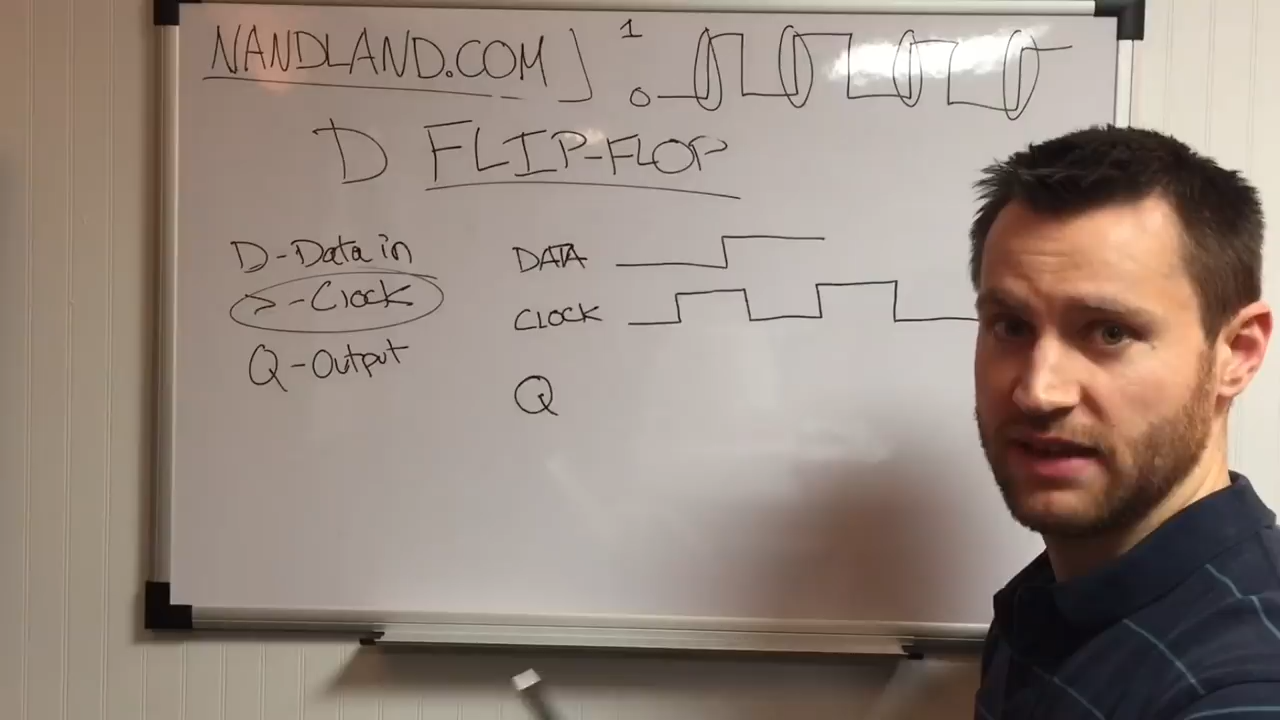 NANDLAND.COM
1
0
D FLIP-FLOP
D-Data in
>-Clock
Q-Output
DATA
CLOCK
Q